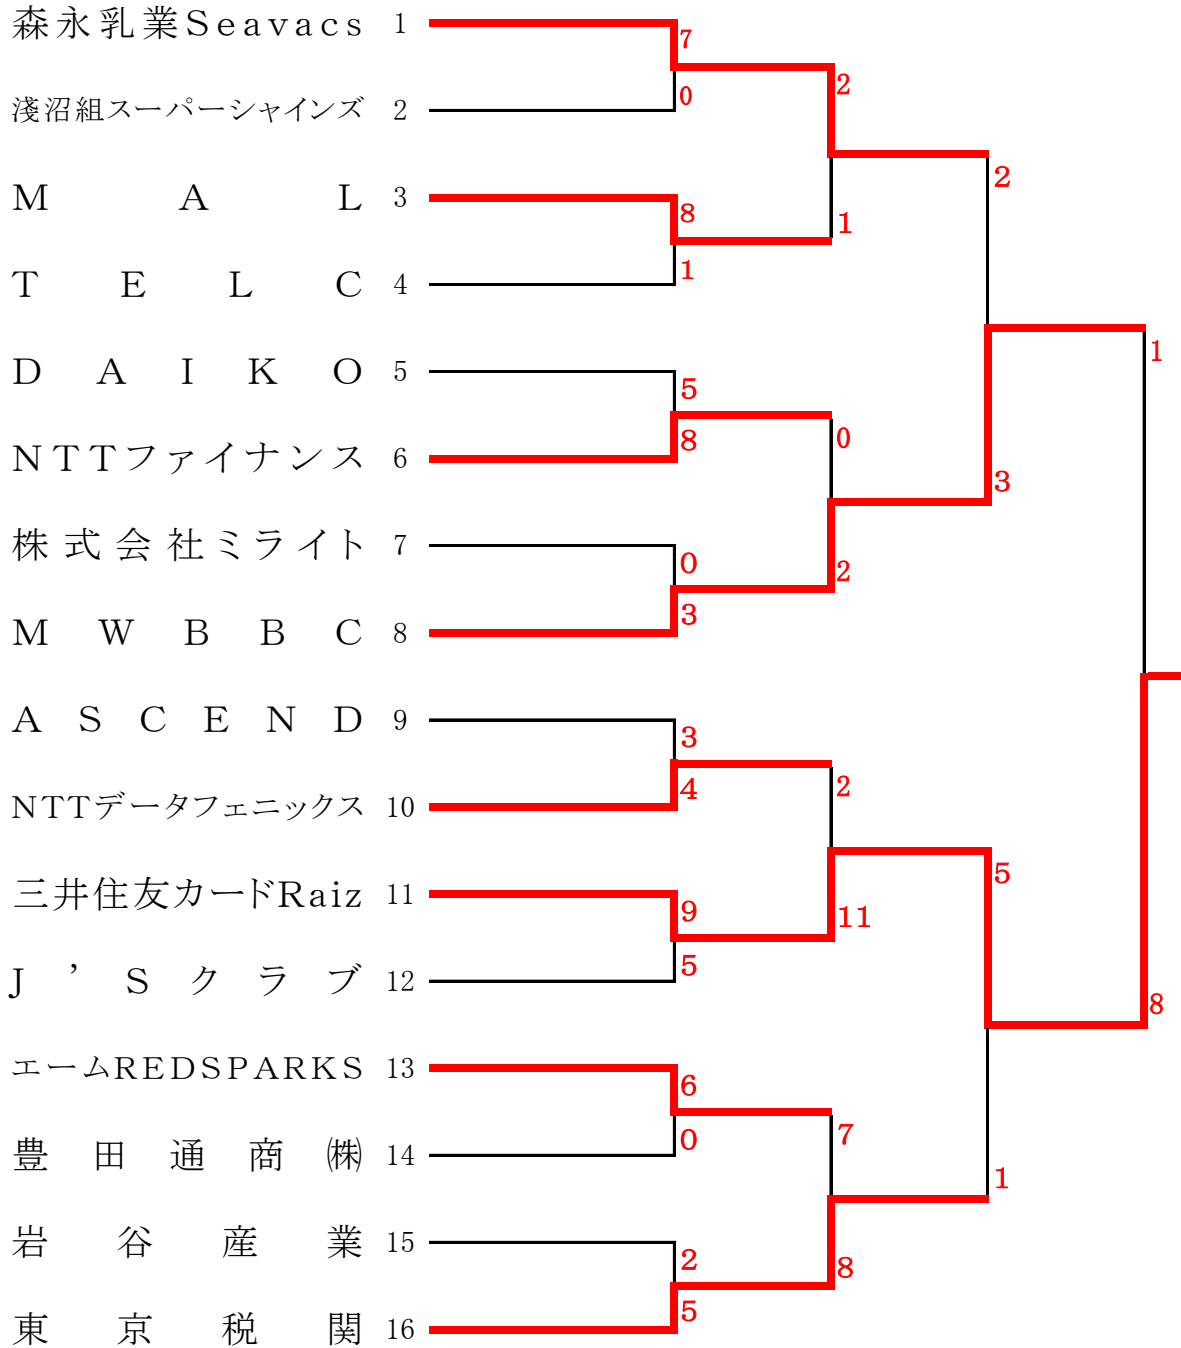 森永乳業Seavacs 1
7
2
淺沼組スーパーシャインズ 2
0
2
MAL 3
8
1
TELC 4
1
1
DAIKO 5
5
0
NTTファイナンス 6
8
3
株式会社ミライト 7
0
2
MWBBC 8
3
ASCEND 9
3
2
NTTデータフェニックス 10
4
5
三井住友カードRaiz 11
9
11
J’Sクラブ 12
5
8
エームREDSPARKS 13
6
7
豊田通商㈱ 14
0
1
岩谷産業 15
2
8
東京税関 16
5